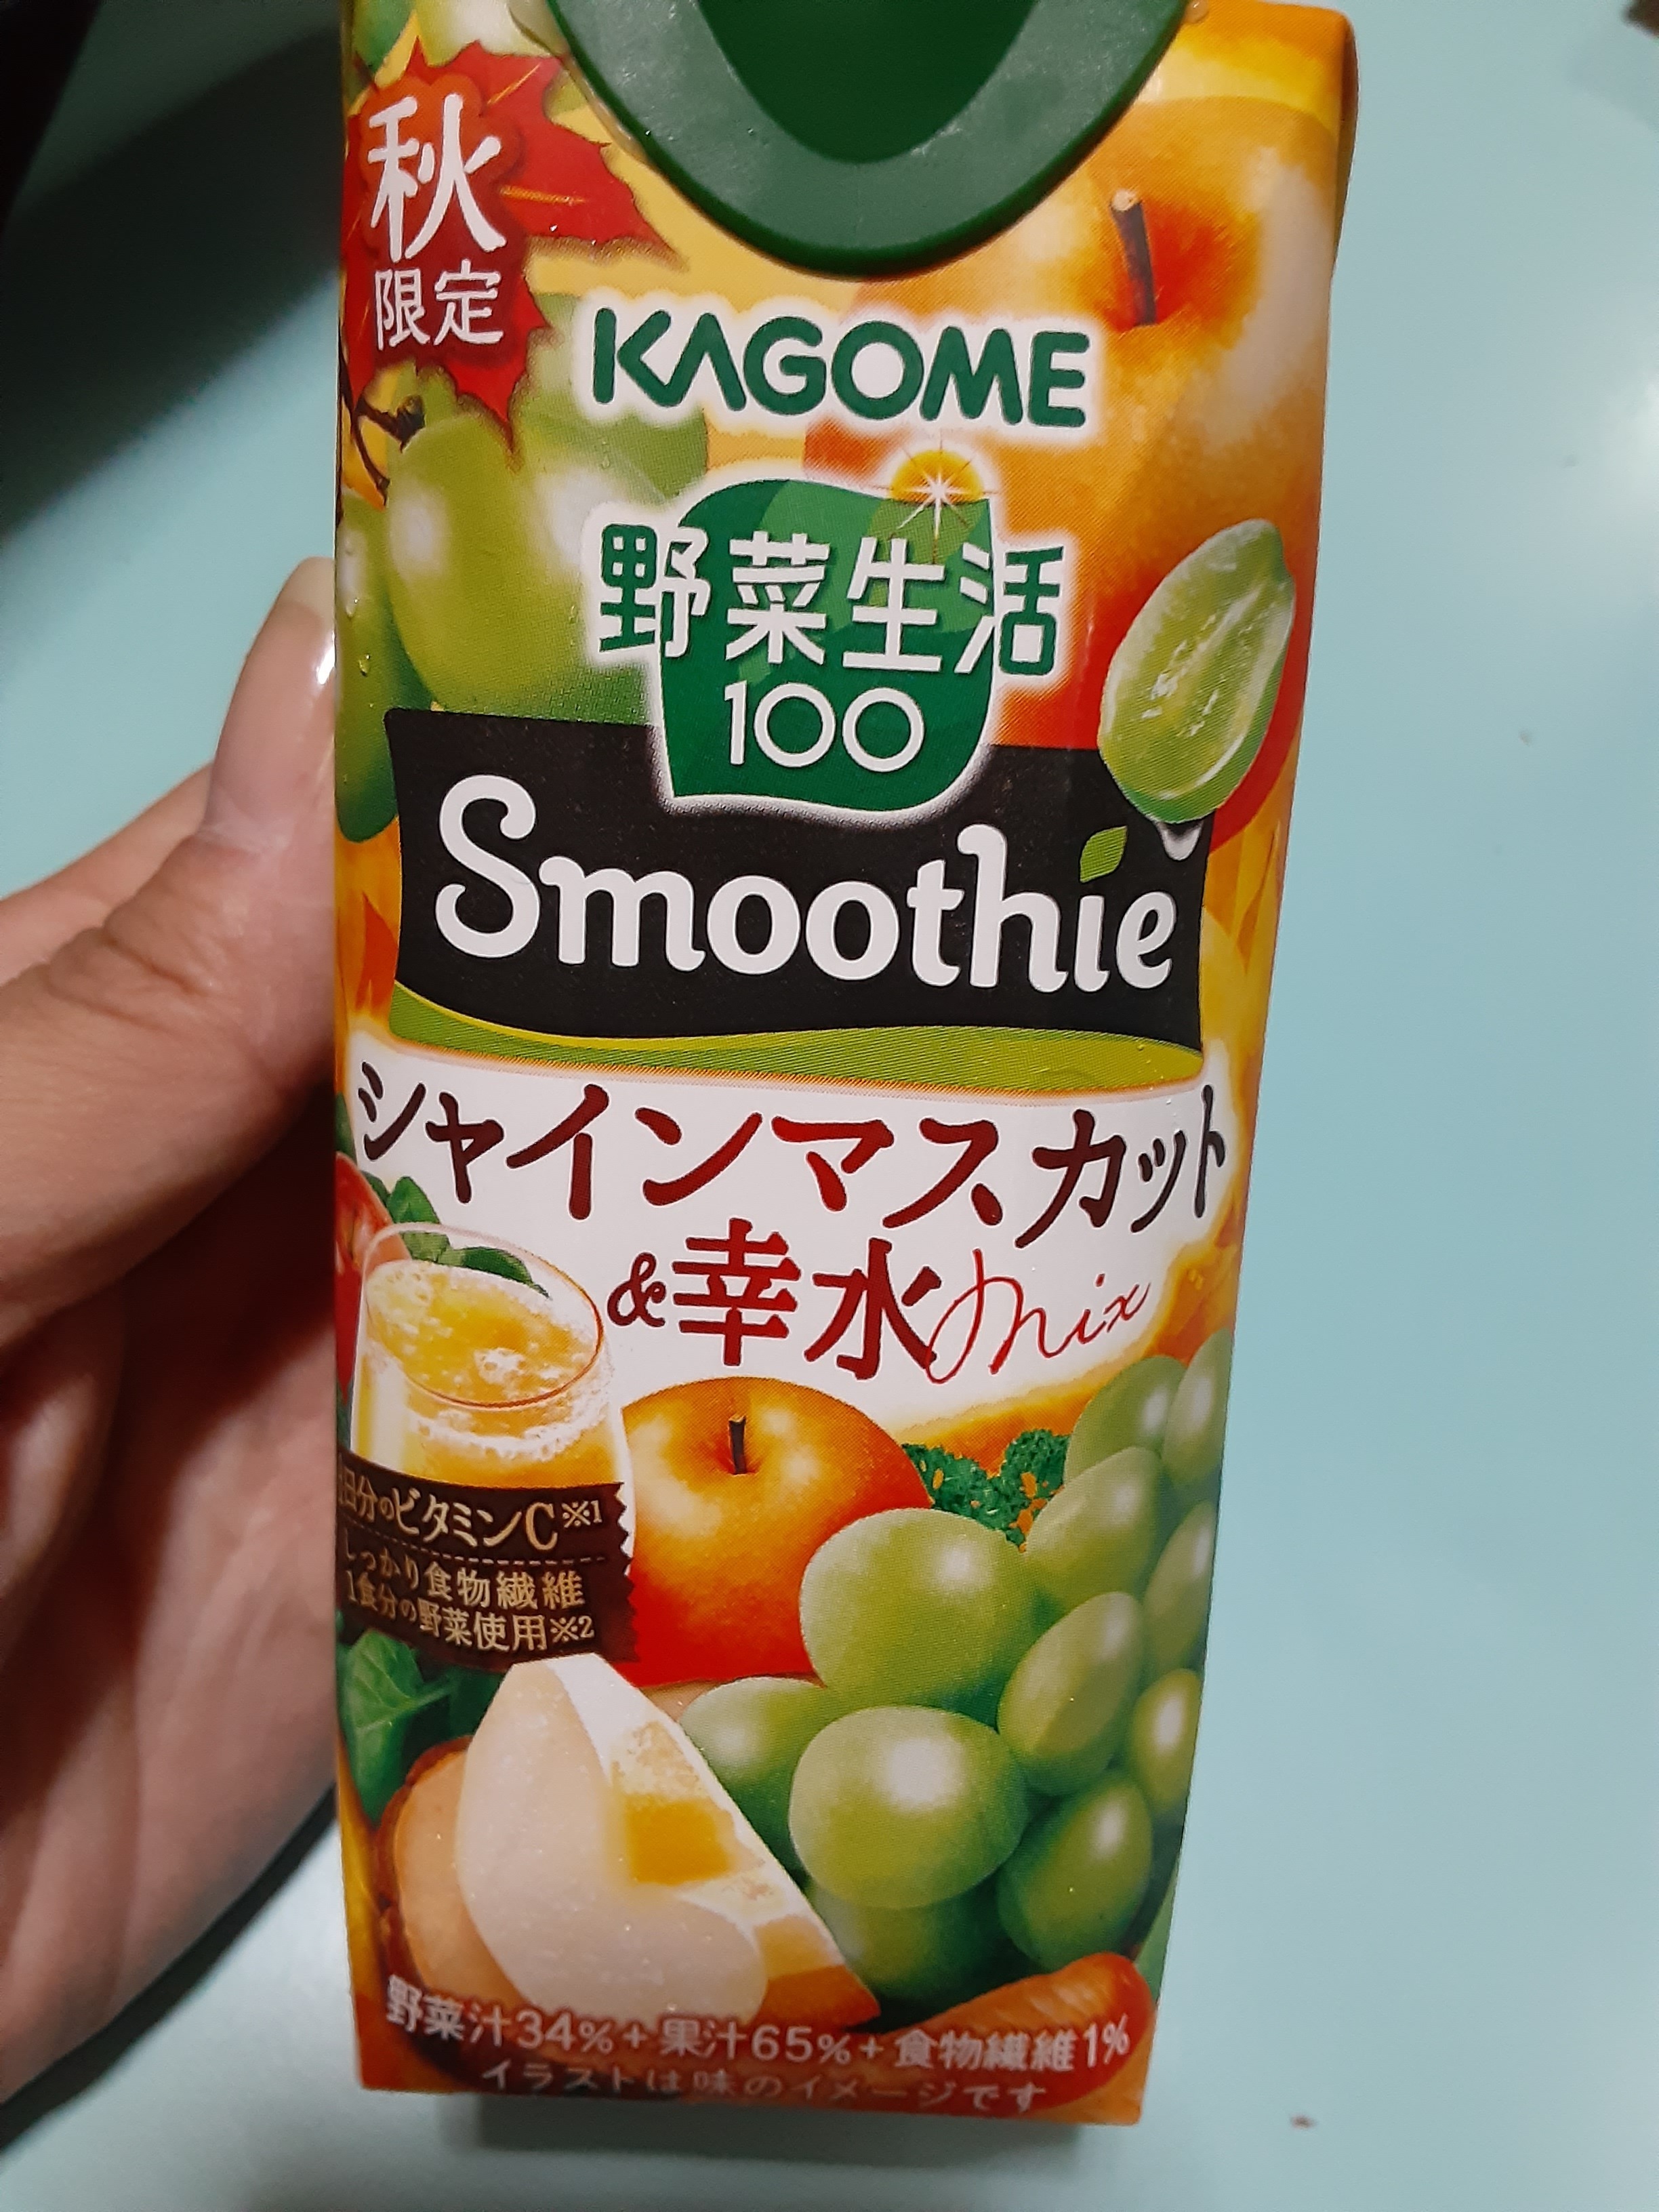 秋
限定
KAGOME
野菜生活
100
Smoothie
シャインマスカット
&幸水mix
日分のビタミンC※1
しっかり食物繊維
1食分の野菜使用※2
野菜汁34%+果汁65%+食物繊維1%
イラストは味のイメージです